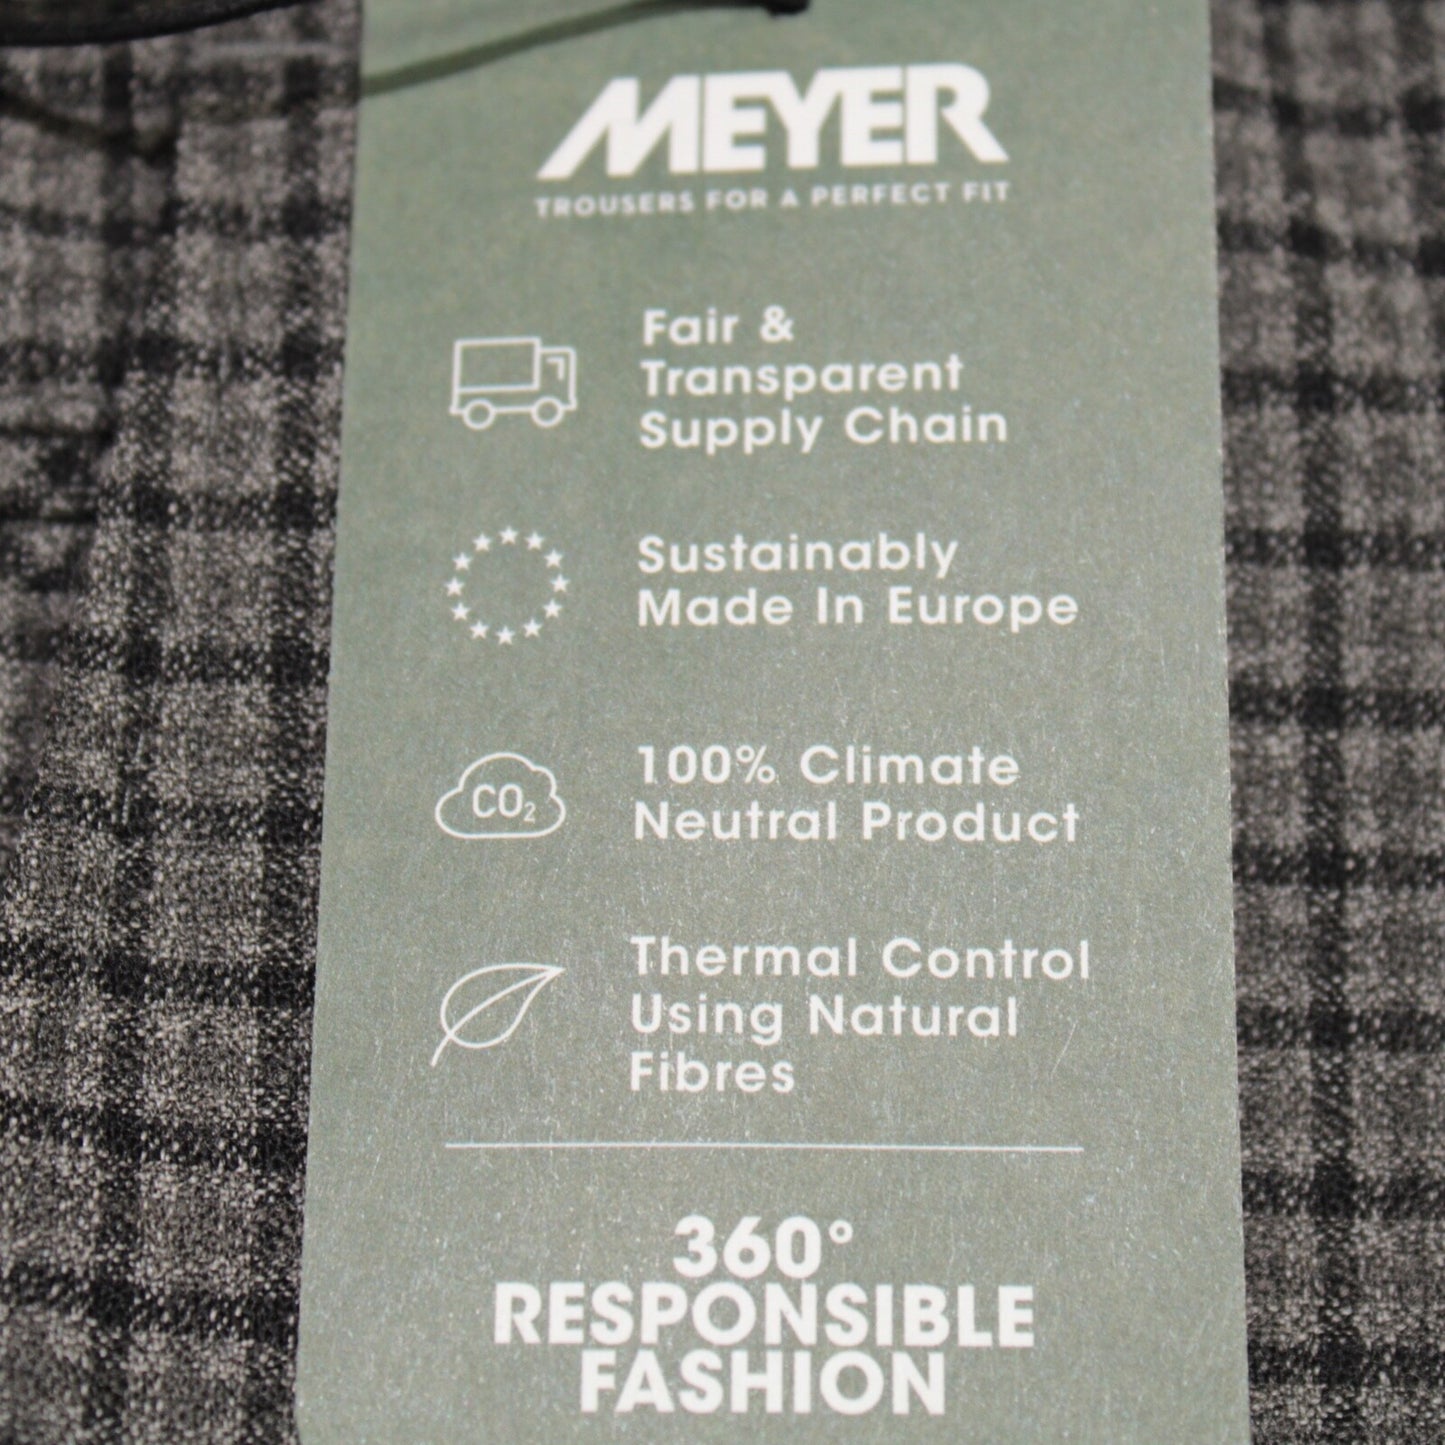 MEYER
TROUSERS FOR A PERFECT FIT
Fair &
Transparent
Supply Chain
Sustainably
Made In Europe
CO₂
100% Climate
Neutral Product
Thermal Control
Using Natural
Fibres
360°
RESPONSIBLE
FASHION